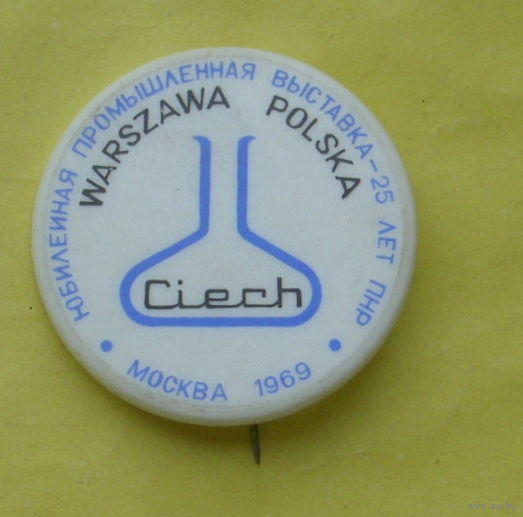 ЮБИЛЕЙНАЯ ПРОМЫШЛЕННАЯ ВЫСТАВКА-25 ЛЕТ ПНР
WARSZAWA POLSKA
Ciech
• МОСКВА 1969 •